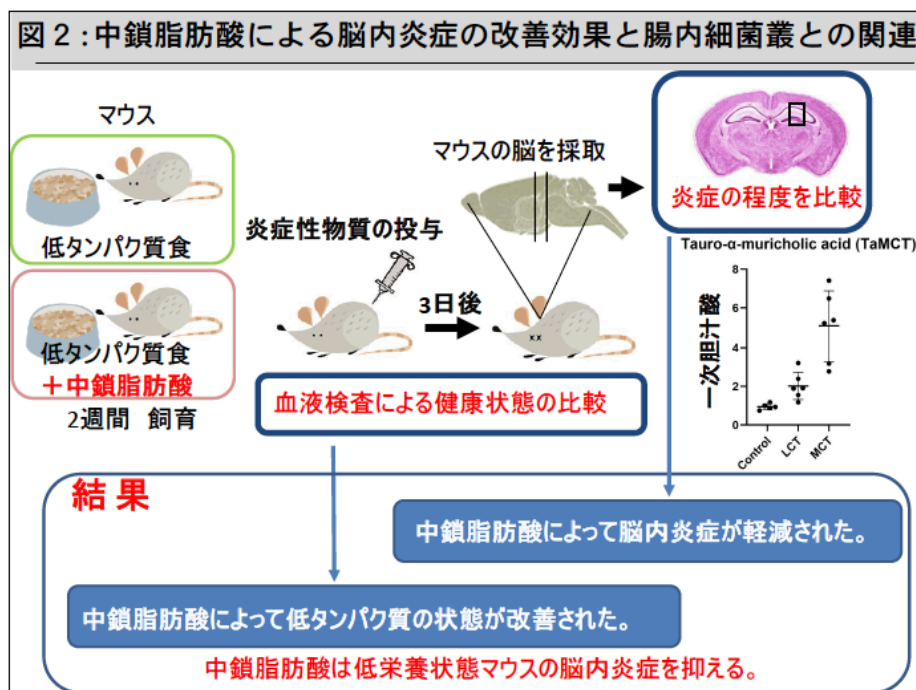 図2:中鎖脂肪酸による脳内炎症の改善効果と腸内細菌叢との関連
マウス
低タンパク質食
低タンパク質食
+中鎖脂肪酸
2週間 飼育
炎症性物質の投与
3日後
マウスの脳を採取
炎症の程度を比較
血液検査による健康状態の比較
Tauro-α-muricholic acid (TaMCT)
一次胆汁酸
8
6
4
2
0
Control
LCT
MCT
結果
中鎖脂肪酸によって脳内炎症が軽減された。
中鎖脂肪酸によって低タンパク質の状態が改善された。
中鎖脂肪酸は低栄養状態マウスの脳内炎症を抑える。